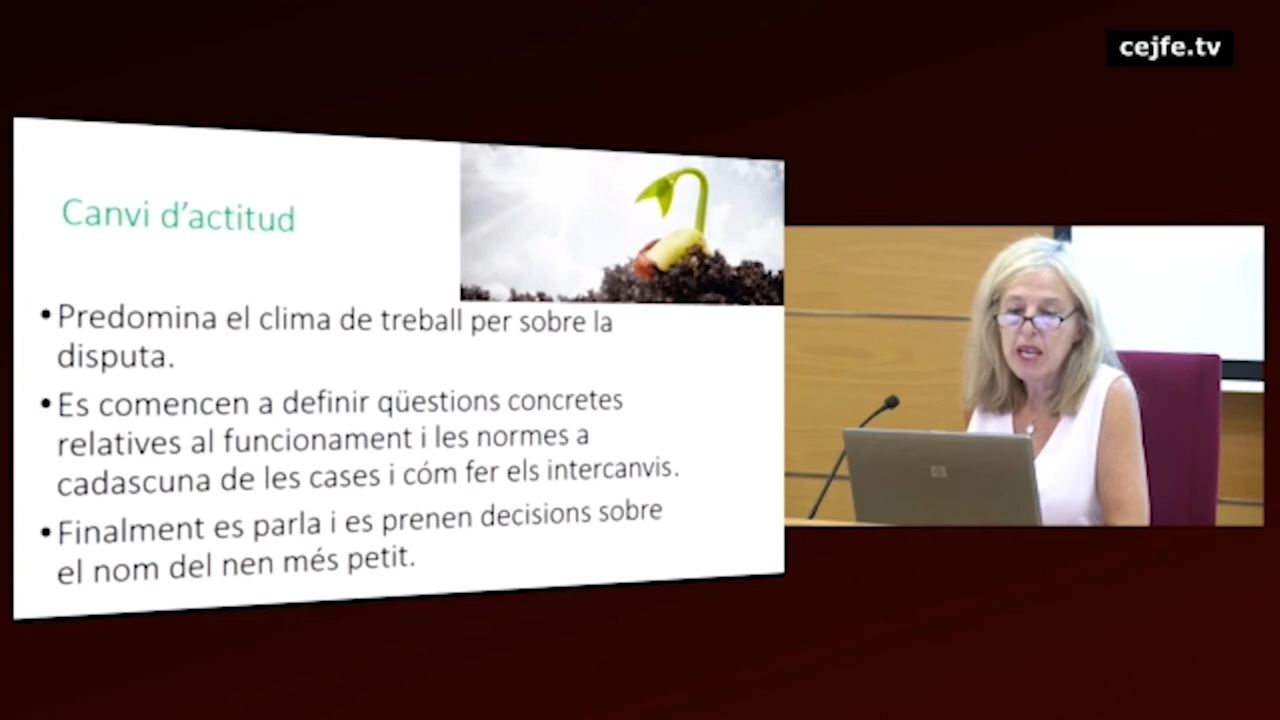 cejfe.tv
Canvi d'actitud
• Predomina el clima de treball per sobre la
disputa.
• Es comencen a definir qüestions concretes
relatives al funcionament i les normes a
cadascuna de les cases i cóm fer els intercanvis.
• Finalment es parla i es prenen decisions sobre
el nom del nen més petit.